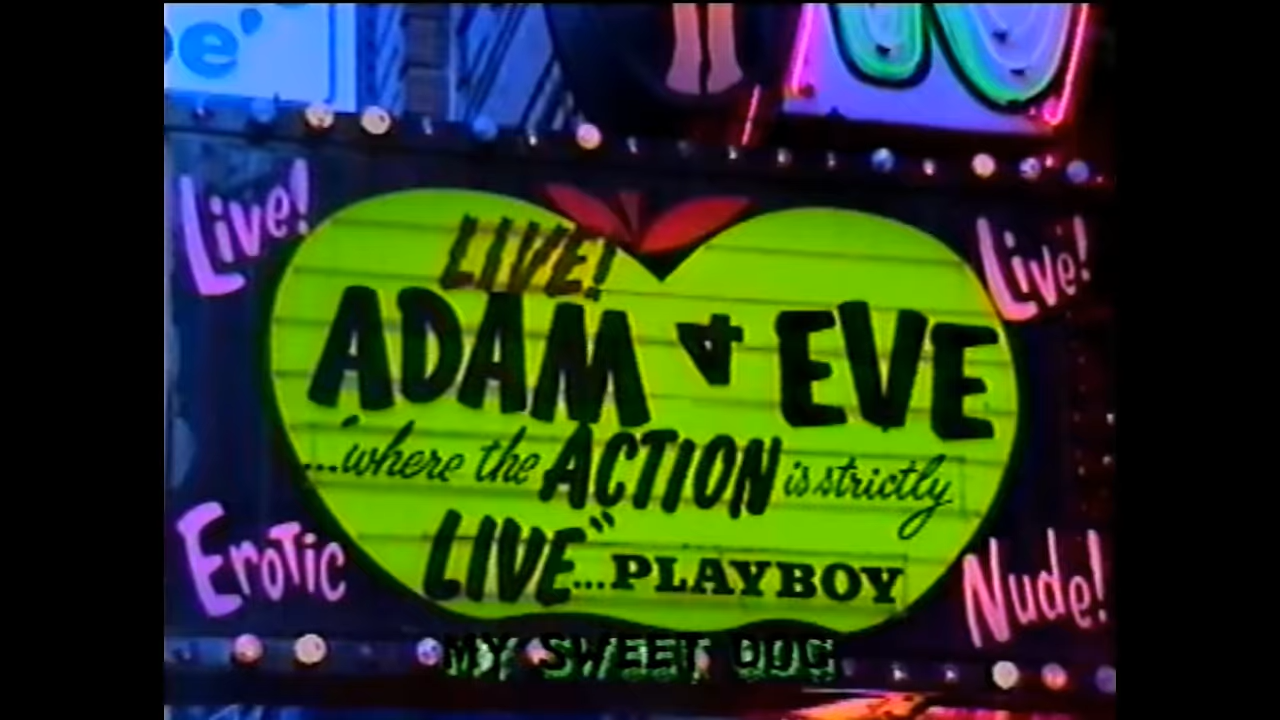 e'
Live!
LIVE!
Live!
ADAM & EVE
"...where the ACTION is strictly
LIVE"...PLAYBOY
Erotic
Nude!
MY SWEET DOG